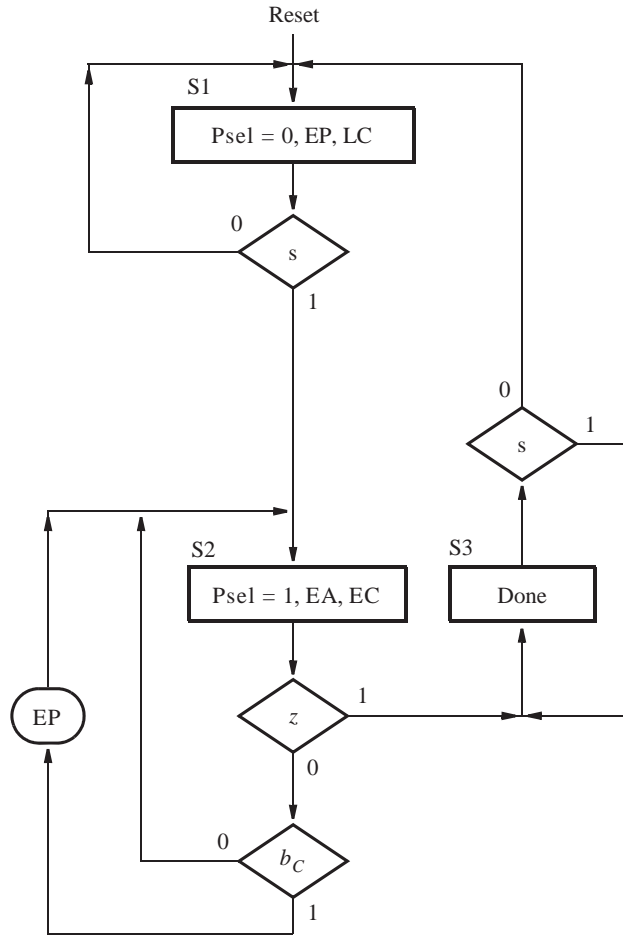 Reset
S1
Psel = 0, EP, LC
0
s
1
0
s
1
S2
Psel = 1, EA, EC
S3
Done
EP
z
1
0
0
b_C
1